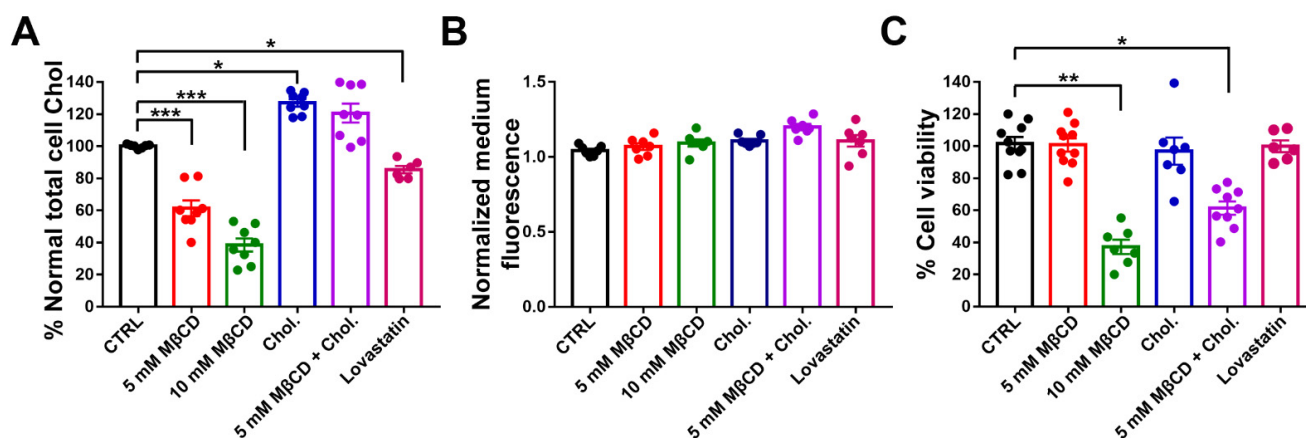 A
% Normal total cell Chol
140
120
100
80
60
40
20
0
*
*
***
***
CTRL
5 mM MβCD
10 mM MβCD
Chol.
5 mM MβCD + Chol.
Lovastatin
B
Normalized medium
fluorescence
1.5
1.0
0.5
0.0
CTRL
5 mM MβCD
10 mM MβCD
Chol.
5 mM MβCD + Chol.
Lovastatin
C
% Cell viability
140
120
100
80
60
40
20
0
*
**
CTRL
5 mM MβCD
10 mM MβCD
Chol.
5 mM MβCD + Chol.
Lovastatin